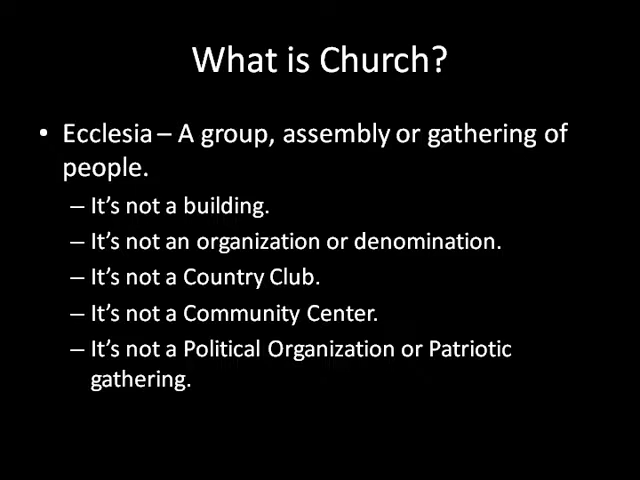 What is Church?
• Ecclesia – A group, assembly or gathering of
people.
– It's not a building.
– It's not an organization or denomination.
– It's not a Country Club.
– It's not a Community Center.
– It's not a Political Organization or Patriotic
gathering.